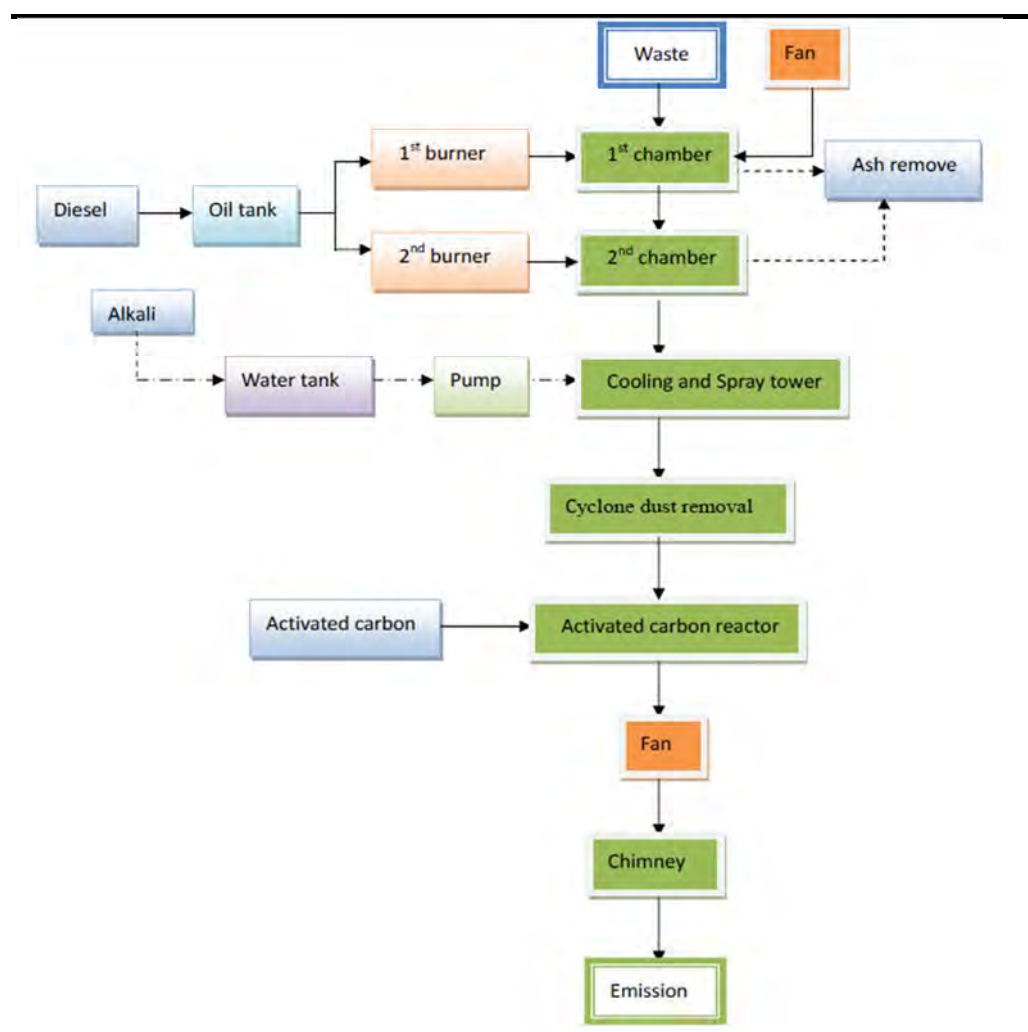 Waste
Fan
1st burner
1st chamber
Ash remove
Diesel
Oil tank
2nd burner
2nd chamber
Alkali
Water tank
Pump
Cooling and Spray tower
Cyclone dust removal
Activated carbon
Activated carbon reactor
Fan
Chimney
Emission